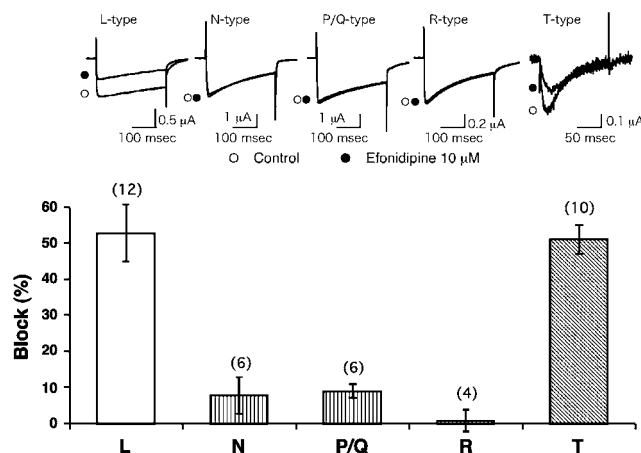 L-type N-type P/Q-type R-type T-type
0.5 μA 1 μA 1 μA 0.2 μA 0.1 μA
100 msec 100 msec 100 msec 100 msec 50 msec
○ Control ● Efonidipine 10 μM
Block (%)
60
50
40
30
20
10
0
(12) (6) (6) (4) (10)
L N P/Q R T